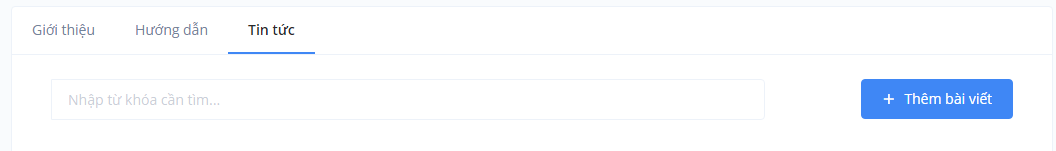 Giới thiệu Hướng dẫn Tin tức
Nhập từ khóa cần tìm... + Thêm bài viết